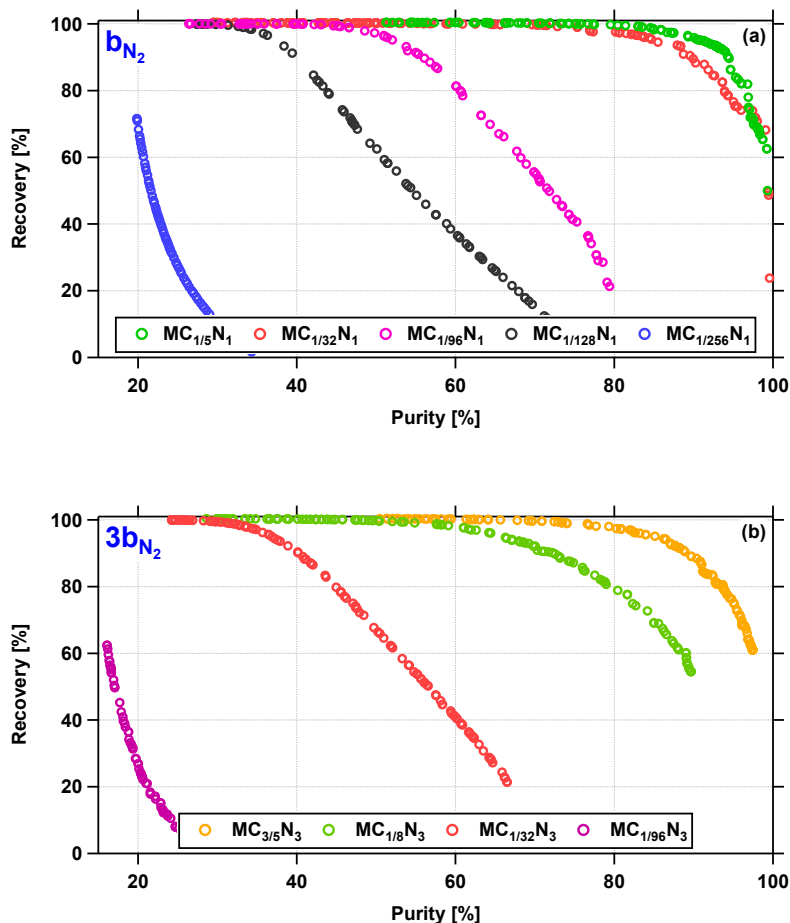 b_N2
(a)
100
80
60
40
20
0
Recovery [%]
MC1/5N1 MC1/32N1 MC1/96N1 MC1/128N1 MC1/256N1
20 40 60 80 100
Purity [%]
3b_N2
(b)
100
80
60
40
20
0
Recovery [%]
MC3/5N3 MC1/8N3 MC1/32N3 MC1/96N3
20 40 60 80 100
Purity [%]